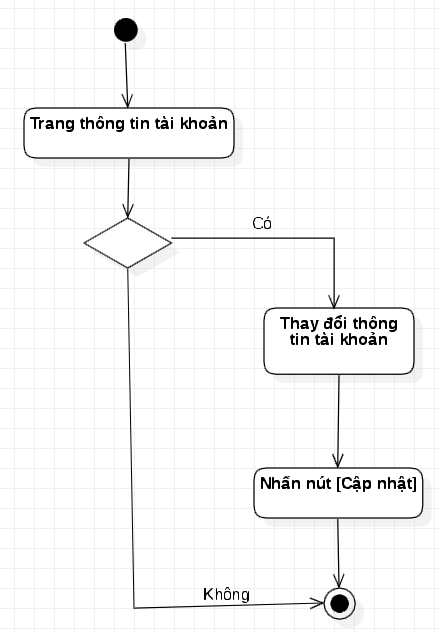 Trang thông tin tài khoản
Có
Thay đổi thông
tin tài khoản
Nhấn nút [Cập nhật]
Không